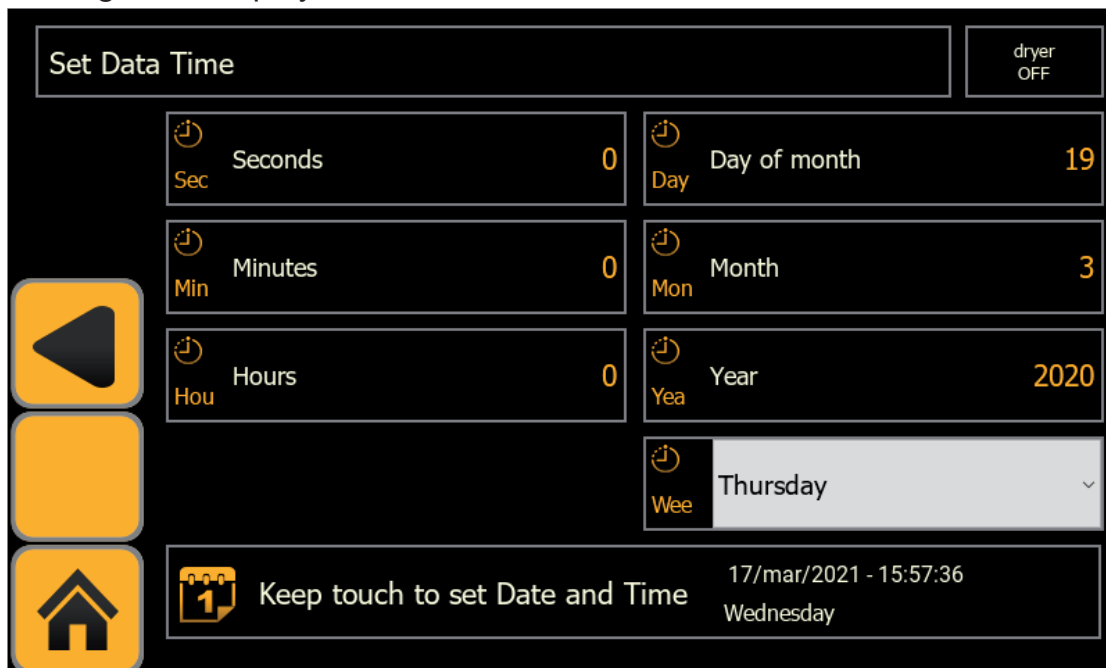 Set Data Time
dryer
OFF
Sec
Seconds
0
Day
Day of month
19
Min
Minutes
0
Mon
Month
3
Hou
Hours
0
Yea
Year
2020
Wee
Thursday
1
Keep touch to set Date and Time
17/mar/2021 - 15:57:36
Wednesday